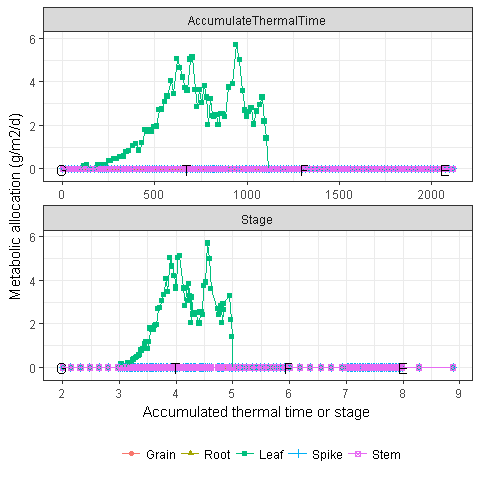 AccumulateThermalTime
6
4
2
0
0 500 1000 1500 2000
Metabolic allocation (g/m2/d)
Stage
6
4
2
0
2 3 4 5 6 7 8 9
Accumulated thermal time or stage
Grain Root Leaf Spike Stem